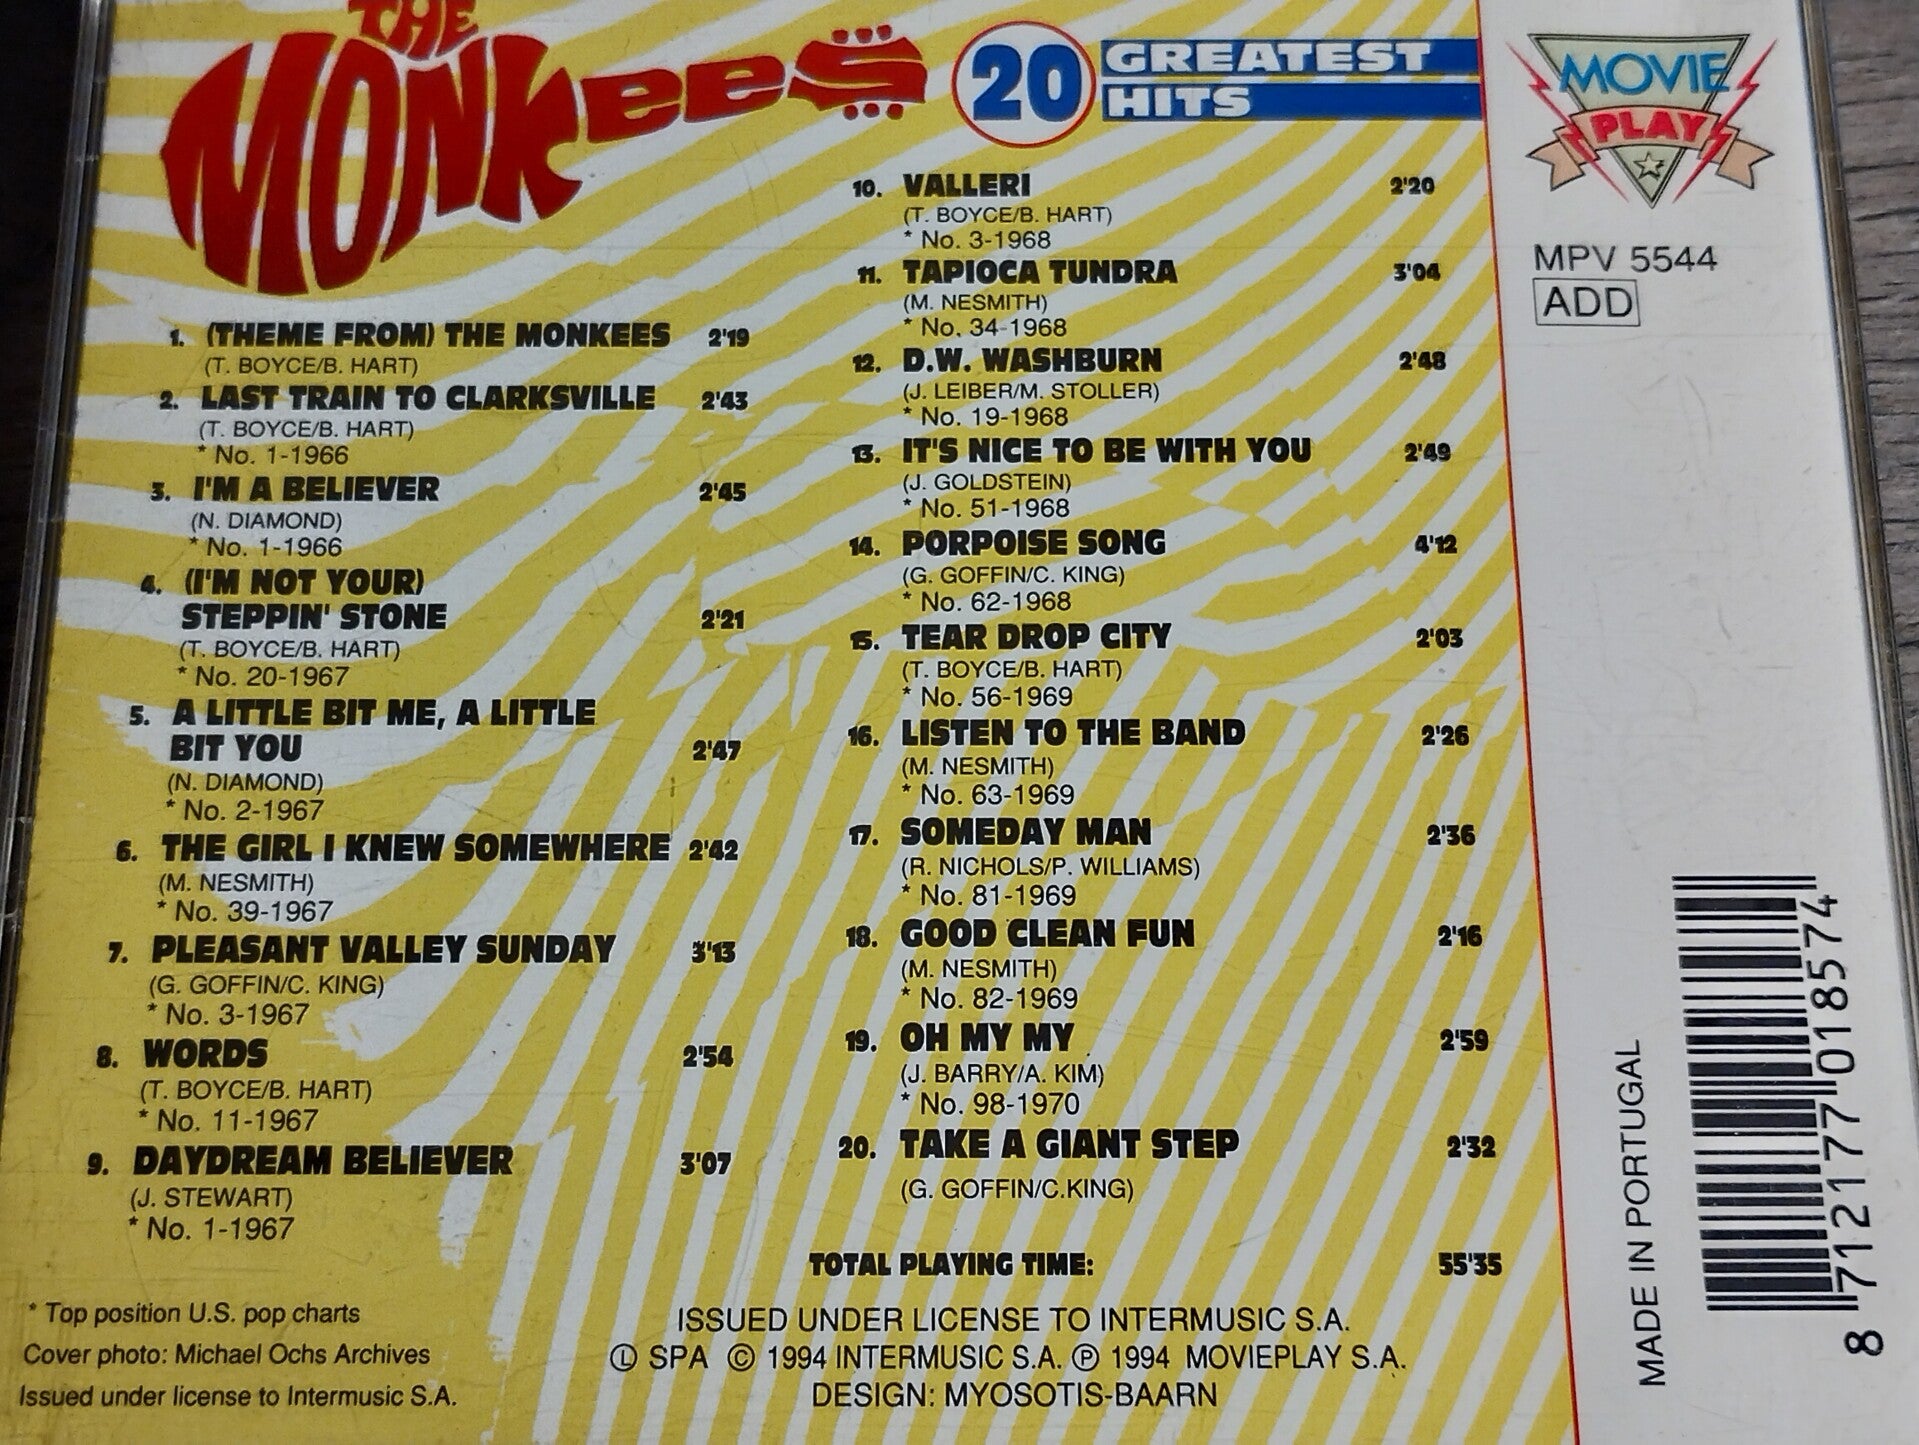 THE
MONKEES
20 GREATEST
HITS
1. (THEME FROM) THE MONKEES 2'19
(T. BOYCE/B. HART)
2. LAST TRAIN TO CLARKSVILLE 2'43
(T. BOYCE/B. HART)
* No. 1-1966
3. I'M A BELIEVER 2'45
(N. DIAMOND)
* No. 1-1966
4. (I'M NOT YOUR)
STEPPIN' STONE 2'21
(T. BOYCE/B. HART)
* No. 20-1967
5. A LITTLE BIT ME, A LITTLE
BIT YOU 2'47
(N. DIAMOND)
* No. 2-1967
6. THE GIRL I KNEW SOMEWHERE 2'42
(M. NESMITH)
* No. 39-1967
7. PLEASANT VALLEY SUNDAY 3'13
(G. GOFFIN/C. KING)
* No. 3-1967
8. WORDS 2'54
(T. BOYCE/B. HART)
* No. 11-1967
9. DAYDREAM BELIEVER 3'07
(J. STEWART)
* No. 1-1967
* Top position U.S. pop charts
Cover photo: Michael Ochs Archives
Issued under license to Intermusic S.A.
10. VALLERI 2'20
(T. BOYCE/B. HART)
* No. 3-1968
11. TAPIOCA TUNDRA 3'04
(M. NESMITH)
* No. 34-1968
12. D.W. WASHBURN 2'48
(J. LEIBER/M. STOLLER)
* No. 19-1968
13. IT'S NICE TO BE WITH YOU 2'49
(J. GOLDSTEIN)
* No. 51-1968
14. PORPOISE SONG 4'12
(G. GOFFIN/C. KING)
* No. 62-1968
15. TEAR DROP CITY 2'03
(T. BOYCE/B. HART)
* No. 56-1969
16. LISTEN TO THE BAND 2'26
(M. NESMITH)
* No. 63-1969
17. SOMEDAY MAN 2'36
(R. NICHOLS/P. WILLIAMS)
* No. 81-1969
18. GOOD CLEAN FUN 2'16
(M. NESMITH)
* No. 82-1969
19. OH MY MY 2'59
(J. BARRY/A. KIM)
* No. 98-1970
20. TAKE A GIANT STEP 2'32
(G. GOFFIN/C.KING)
TOTAL PLAYING TIME: 55'35
ISSUED UNDER LICENSE TO INTERMUSIC S.A.
Ⓛ SPA © 1994 INTERMUSIC S.A. ℗ 1994 MOVIEPLAY S.A.
DESIGN: MYOSOTIS-BAARN
MOVIE
PLAY
MPV 5544
ADD
MADE IN PORTUGAL
8 712177 018574